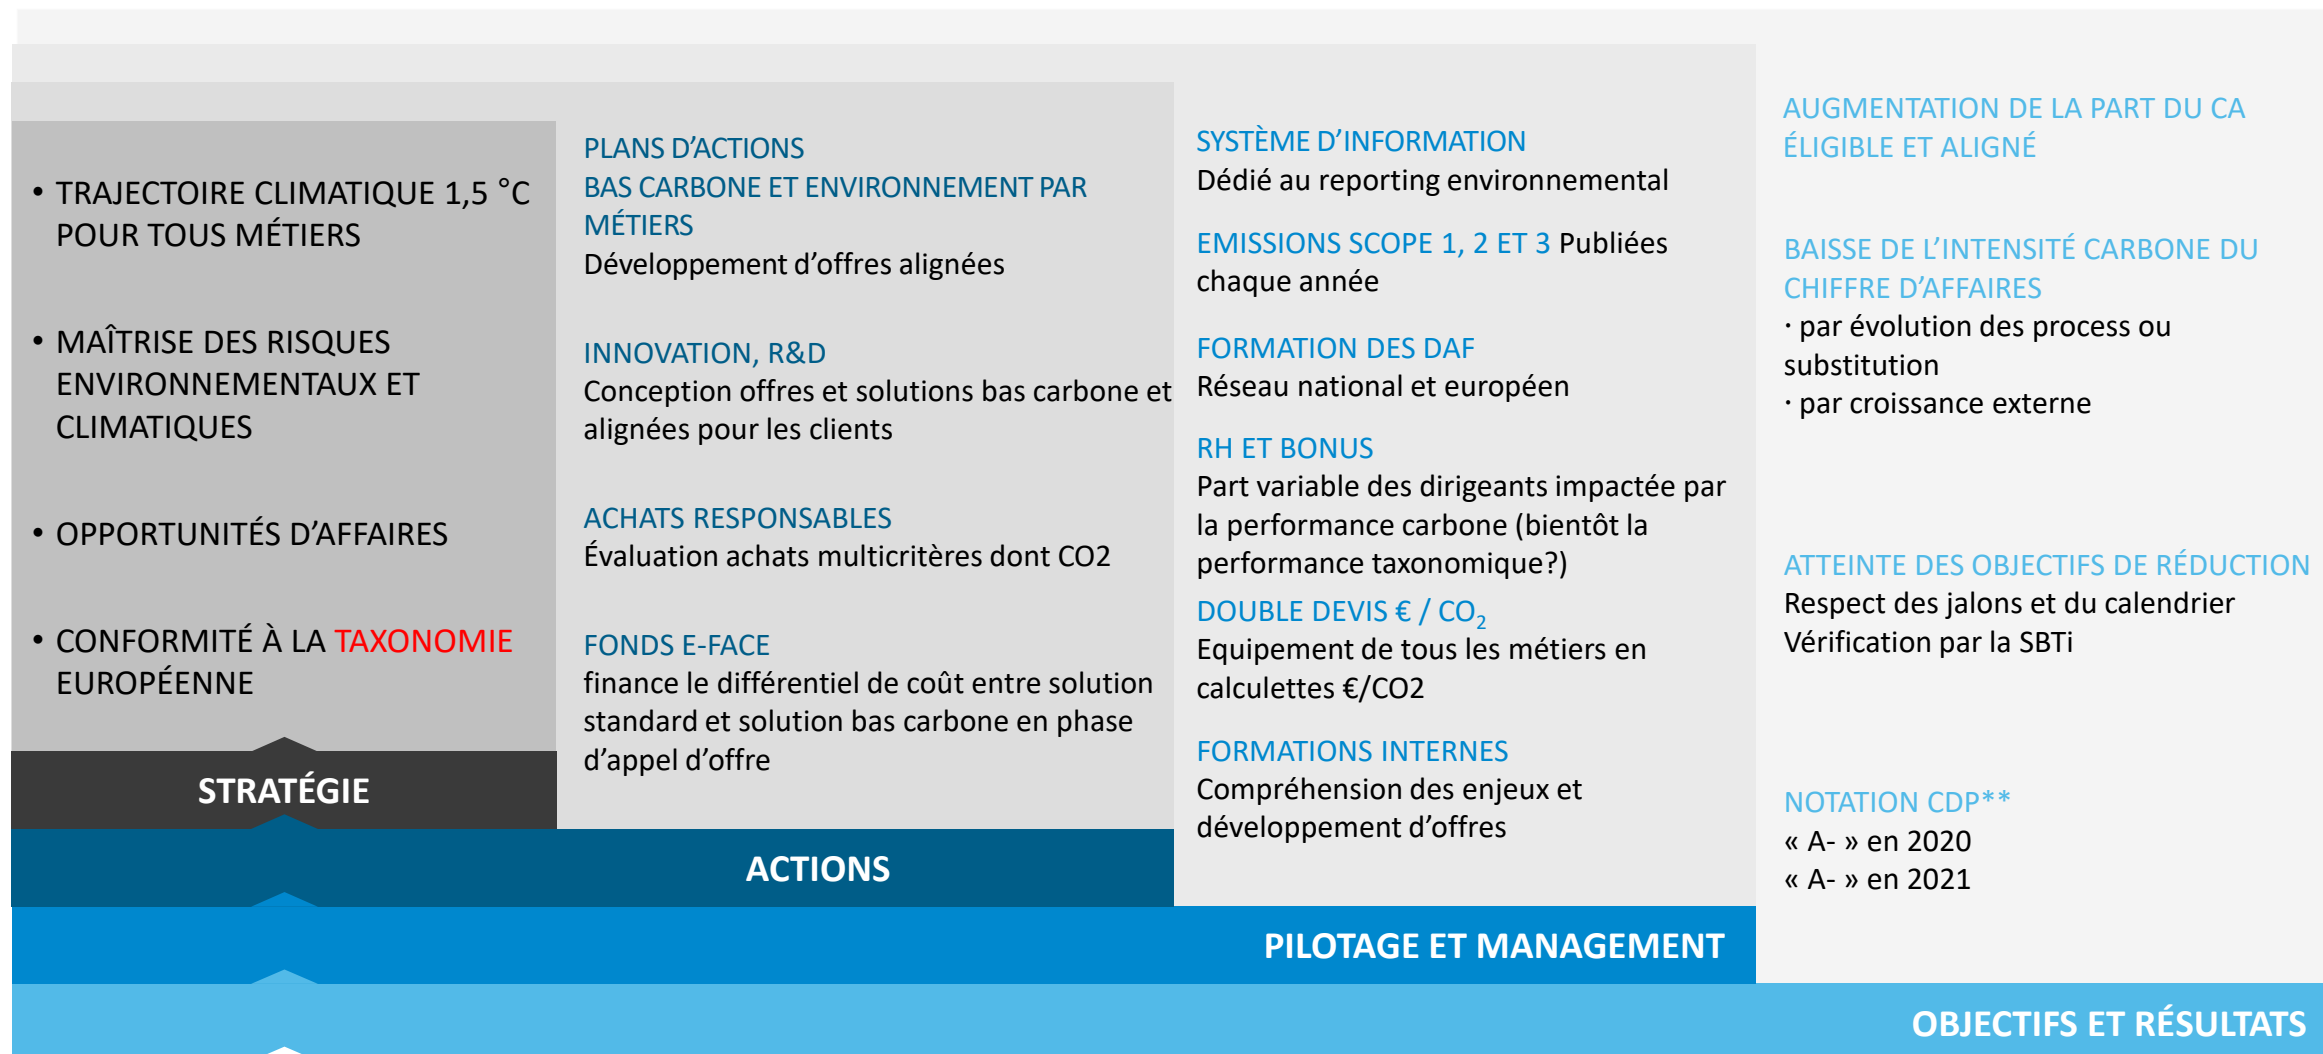 • TRAJECTOIRE CLIMATIQUE 1,5 °C
POUR TOUS MÉTIERS
• MAÎTRISE DES RISQUES
ENVIRONNEMENTAUX ET
CLIMATIQUES
• OPPORTUNITÉS D’AFFAIRES
• CONFORMITÉ À LA TAXONOMIE
EUROPÉENNE
STRATÉGIE
PLANS D’ACTIONS
BAS CARBONE ET ENVIRONNEMENT PAR
MÉTIERS
Développement d’offres alignées
INNOVATION, R&D
Conception offres et solutions bas carbone et
alignées pour les clients
ACHATS RESPONSABLES
Évaluation achats multicritères dont CO2
FONDS E-FACE
finance le différentiel de coût entre solution
standard et solution bas carbone en phase
d’appel d’offre
ACTIONS
SYSTÈME D’INFORMATION
Dédié au reporting environnemental
EMISSIONS SCOPE 1, 2 ET 3 Publiées
chaque année
FORMATION DES DAF
Réseau national et européen
RH ET BONUS
Part variable des dirigeants impactée par
la performance carbone (bientôt la
performance taxonomique?)
DOUBLE DEVIS € / CO₂
Equipement de tous les métiers en
calculettes €/CO2
FORMATIONS INTERNES
Compréhension des enjeux et
développement d’offres
PILOTAGE ET MANAGEMENT
AUGMENTATION DE LA PART DU CA
ÉLIGIBLE ET ALIGNÉ
BAISSE DE L’INTENSITÉ CARBONE DU
CHIFFRE D’AFFAIRES
· par évolution des process ou
substitution
· par croissance externe
ATTEINTE DES OBJECTIFS DE RÉDUCTION
Respect des jalons et du calendrier
Vérification par la SBTi
NOTATION CDP**
« A- » en 2020
« A- » en 2021
OBJECTIFS ET RÉSULTATS